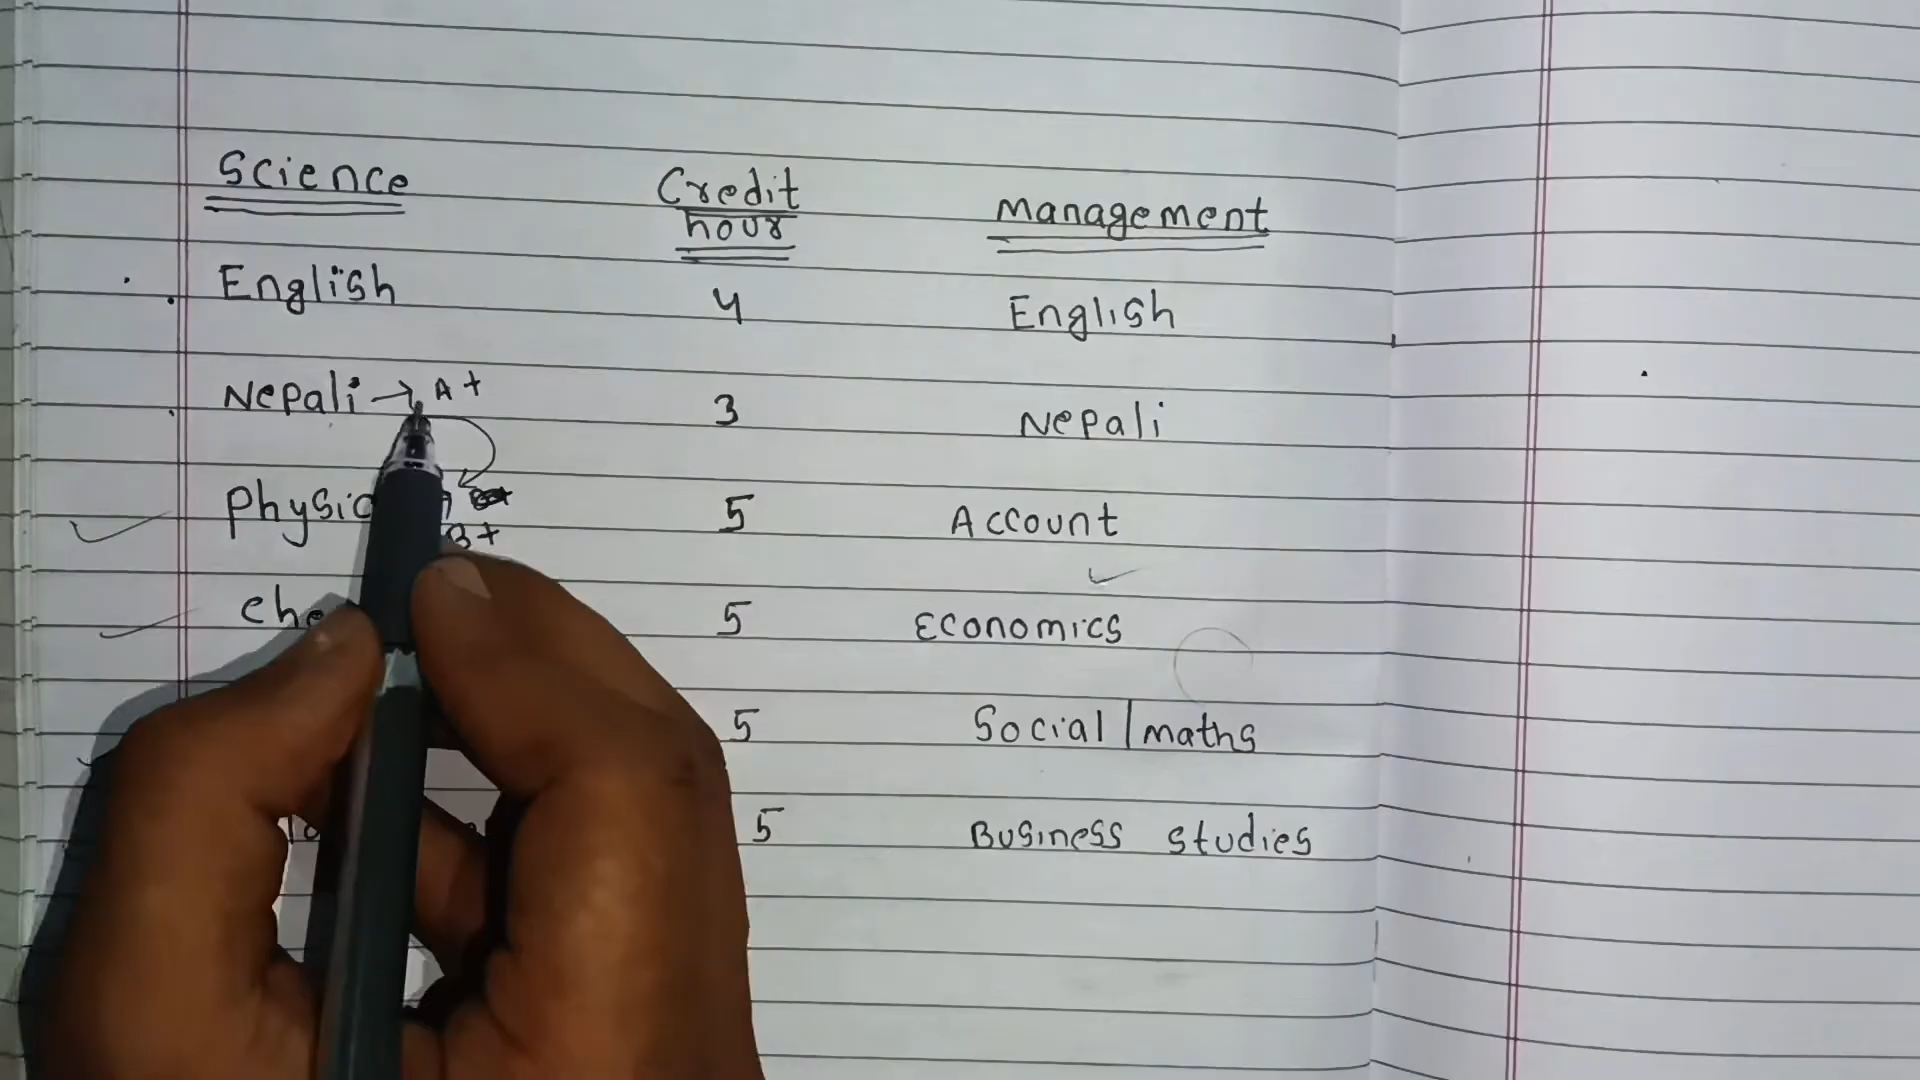 Science Credit hour Management
English 4 English
Nepali → A+ 3 Nepali
5 Account
B+
5 Economics
5 Social | maths
5 Business studies